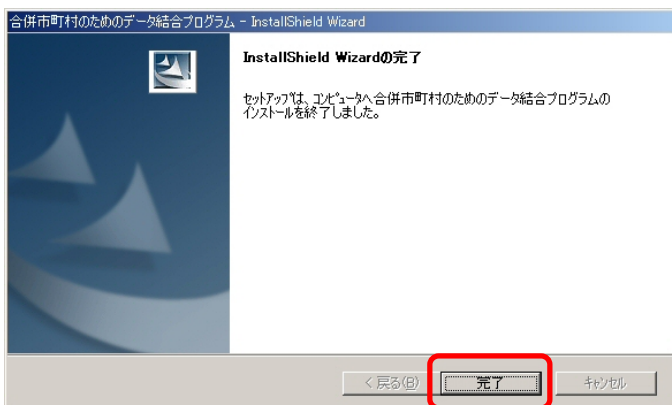 合併市町村のためのデータ結合プログラム - InstallShield Wizard
InstallShield Wizardの完了
セットアップは、コンピュータへ合併市町村のためのデータ結合プログラムの
インストールを終了しました。
< 戻る(B)
完了
キャンセル